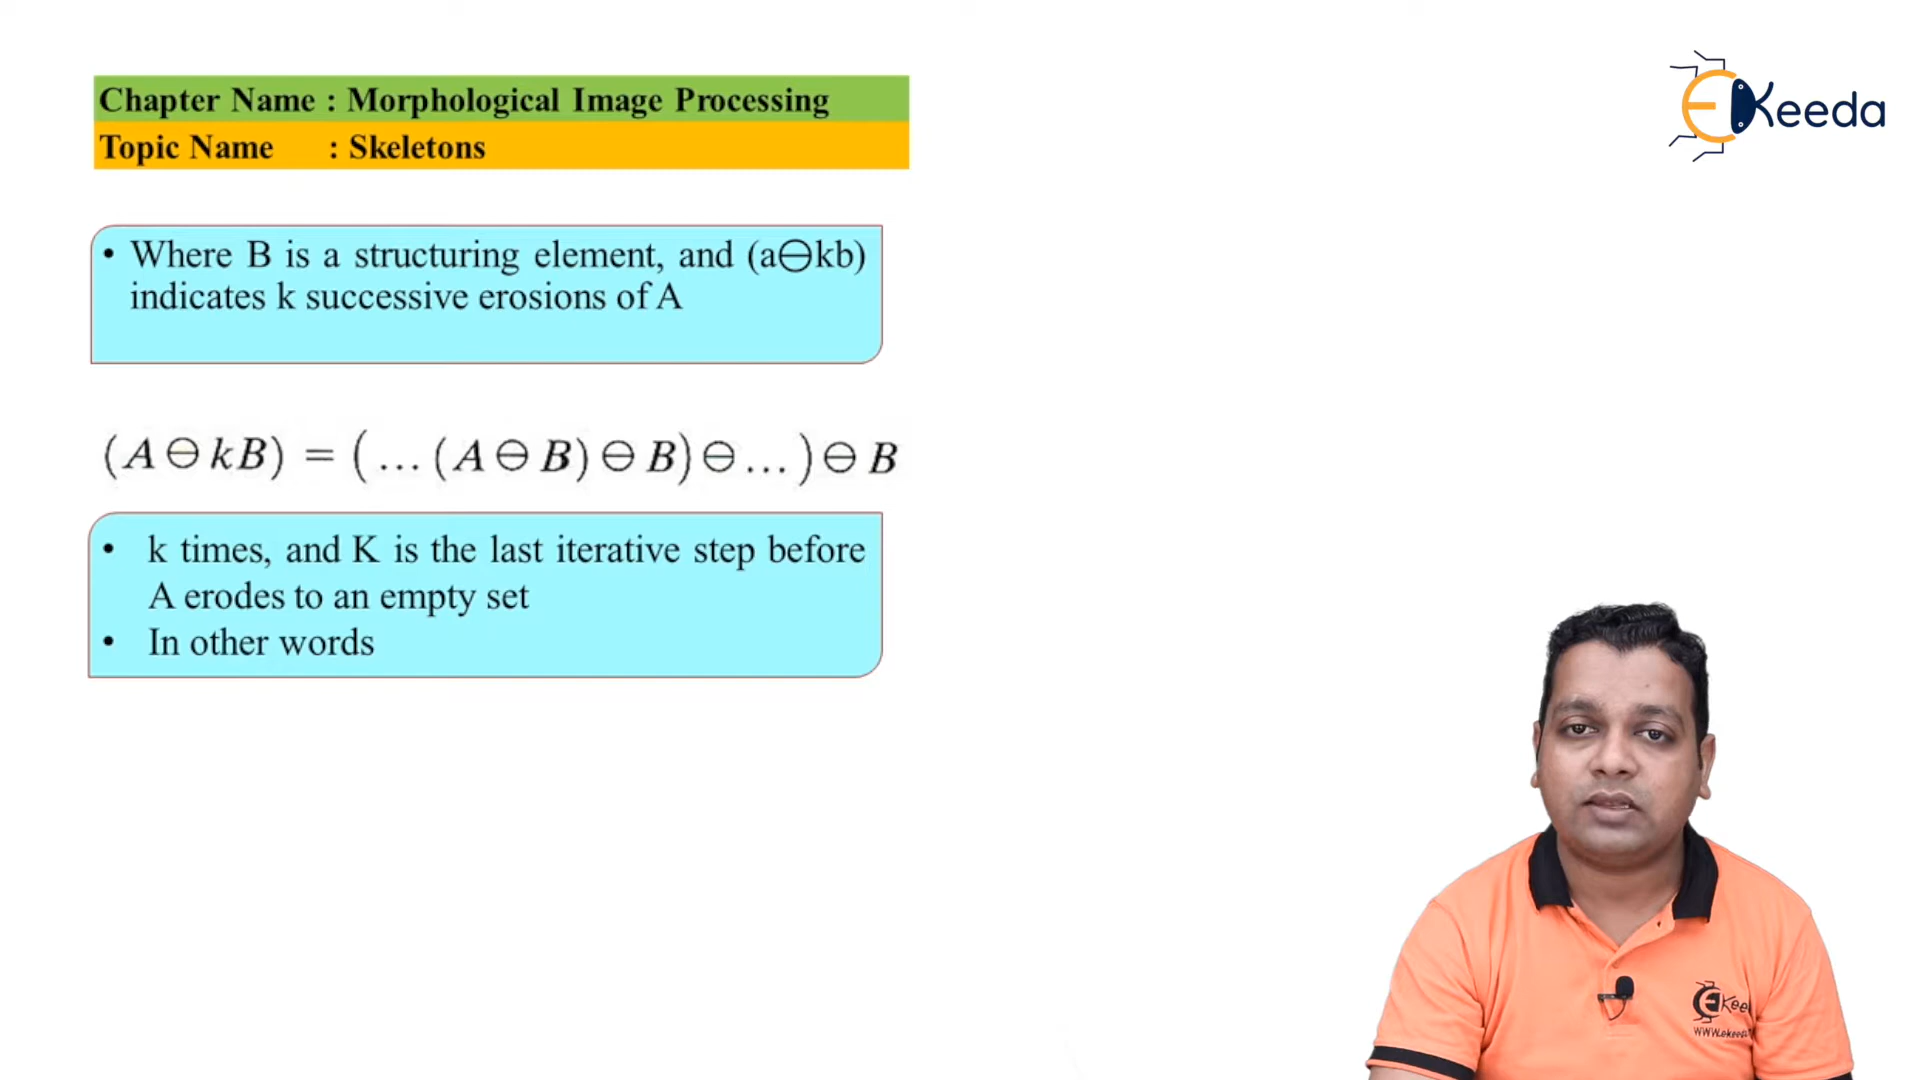 Chapter Name : Morphological Image Processing
Topic Name : Skeletons
EKeeda
• Where B is a structuring element, and (a⊖kb)
indicates k successive erosions of A
(A ⊖ kB) = (... (A ⊖ B) ⊖ B) ⊖ ... ) ⊖ B
• k times, and K is the last iterative step before
A erodes to an empty set
• In other words